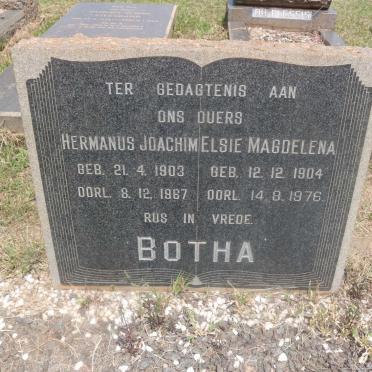 TER GEDAGTENIS AAN
ONS OUERS
HERMANUS JOACHIM ELSIE MAGDELENA
GEB. 21. 4. 1903 GEB. 12. 12. 1904
OORL. 8. 12. 1967 OORL. 14. 9. 1976.
RUS IN VREDE.
BOTHA